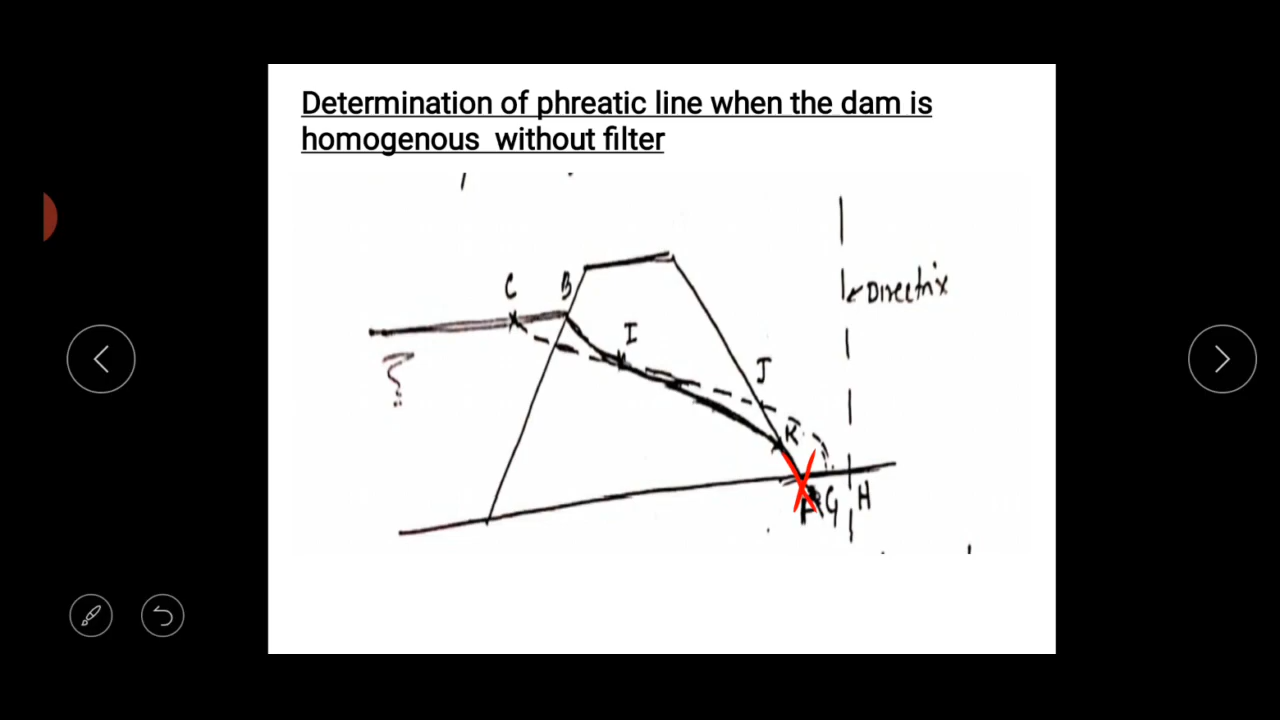 Determination of phreatic line when the dam is
homogenous without filter
C
B
I
Directrix
?
J
K
F
G
H